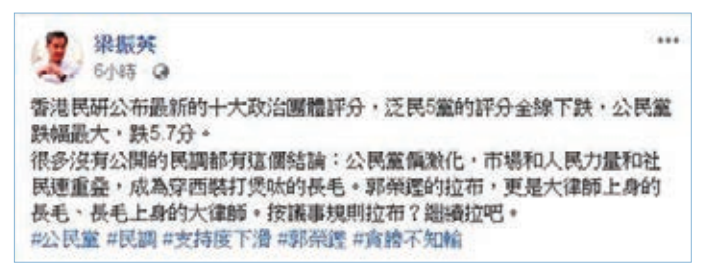 梁振英
6小時
香港民研公布最新的十大政治團體評分，泛民5黨的評分全線下跌，公民黨
跌幅最大，跌5.7分。
很多沒有公開的民調都有這個結論：公民黨偏激化，市場和人民力量和社
民連重疊，成為穿西裝打煲呔的長毛。郭榮鏗的拉布，更是大律師上身的
長毛、長毛上身的大律師。按議事規則拉布？繼續拉吧。
#公民黨 #民調 #支持度下滑 #郭榮鏗 #貪勝不知輸